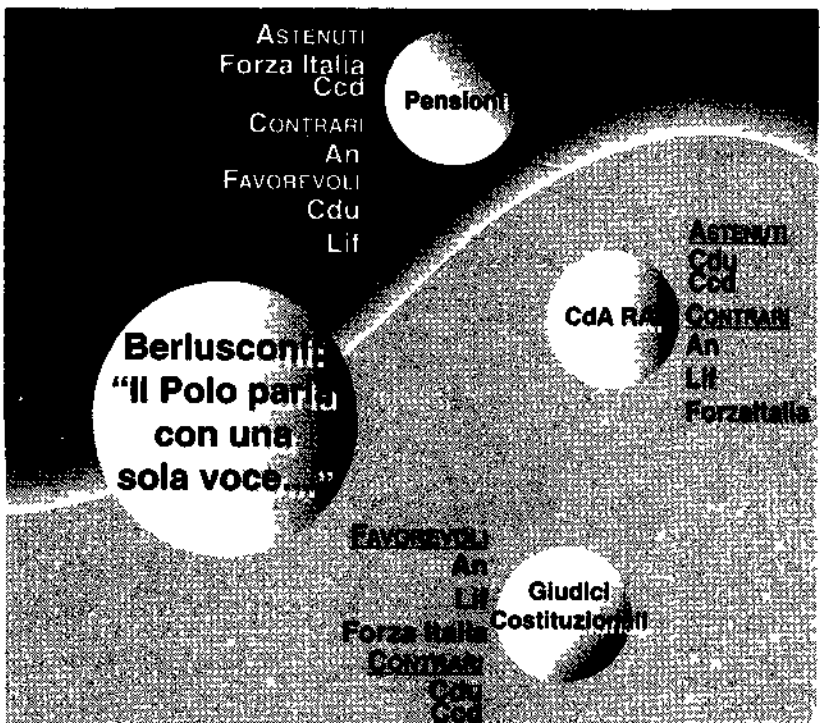 ASTENUTI
Forza Italia
Ccd
CONTRARI
An
FAVOREVOLI
Cdu
Lif
Pensioni
ASTENUTI
Cdu
Ccd
CONTRARI
An
Lif
ForzaItalia
CdA RAI
Berlusconi:
“Il Polo parla
con una
sola voce...”
FAVOREVOLI
An
Lif
Forza Italia
CONTRARI
Cdu
Ccd
Giudici
Costituzionali